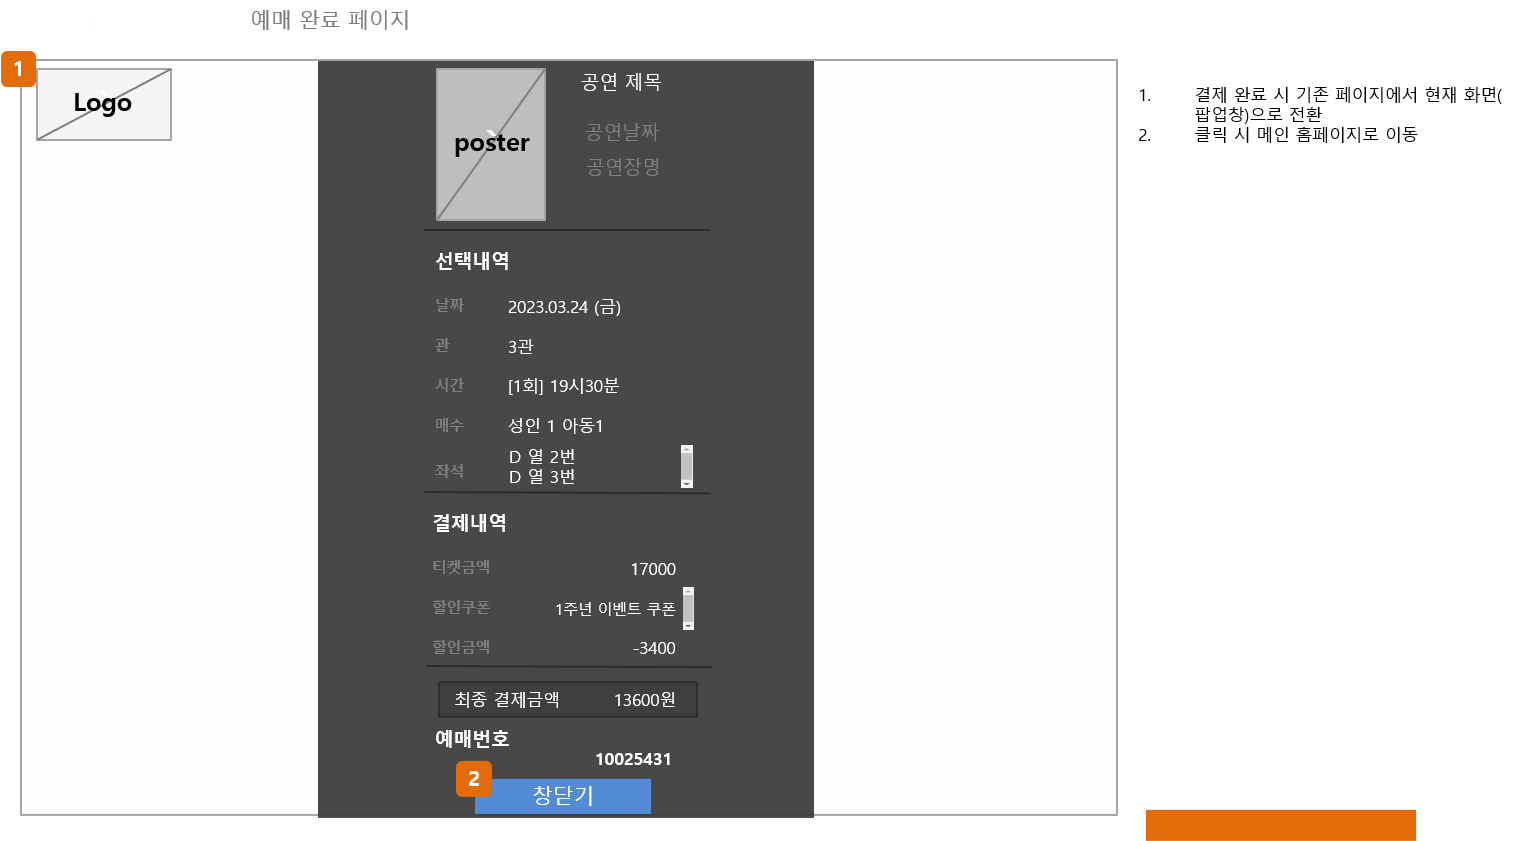 예매 완료 페이지
1
Logo
poster
공연 제목
공연날짜
공연장명
선택내역
날짜 2023.03.24 (금)
관 3관
시간 [1회] 19시30분
매수 성인 1 아동1
좌석 D 열 2번
D 열 3번
결제내역
티켓금액 17000
할인쿠폰 1주년 이벤트 쿠폰
할인금액 -3400
최종 결제금액 13600원
예매번호
10025431
2
창닫기
1. 결제 완료 시 기존 페이지에서 현재 화면(
팝업창)으로 전환
2. 클릭 시 메인 홈페이지로 이동